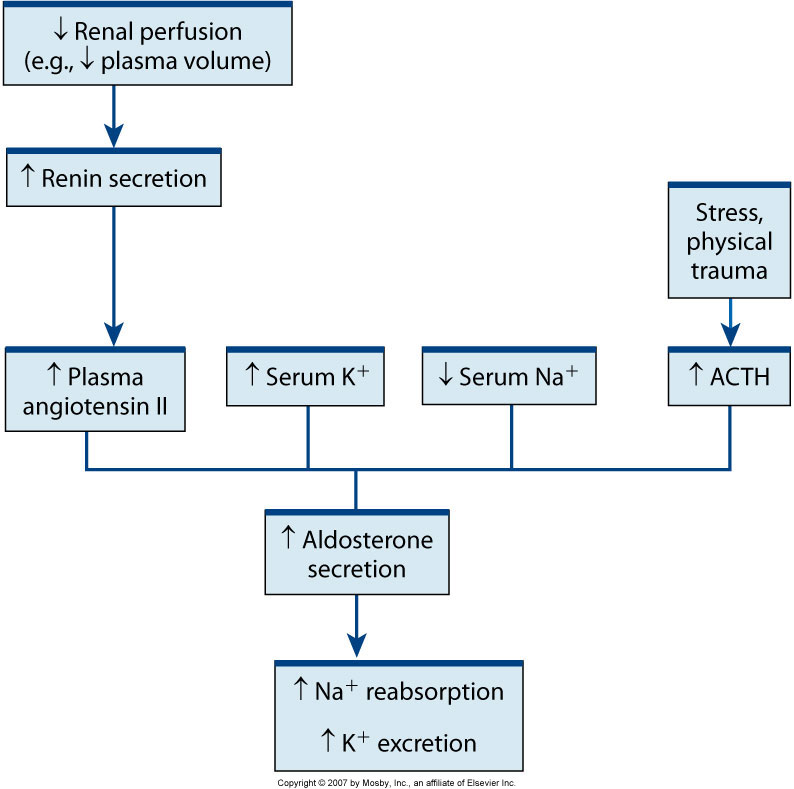 ↓ Renal perfusion
(e.g., ↓ plasma volume)
↑ Renin secretion
Stress,
physical
trauma
↑ Plasma
angiotensin II
↑ Serum K⁺
↓ Serum Na⁺
↑ ACTH
↑ Aldosterone
secretion
↑ Na⁺ reabsorption
↑ K⁺ excretion
Copyright © 2007 by Mosby, Inc., an affiliate of Elsevier Inc.